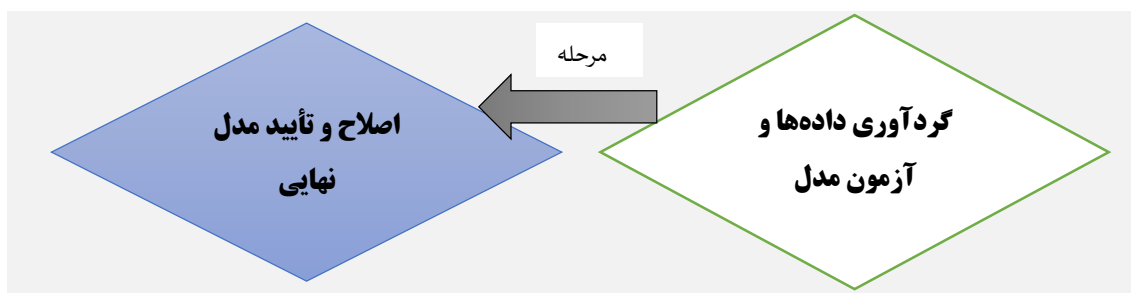 مرحله
گردآوری داده‌ها و
آزمون مدل
اصلاح و تأیید مدل
نهایی